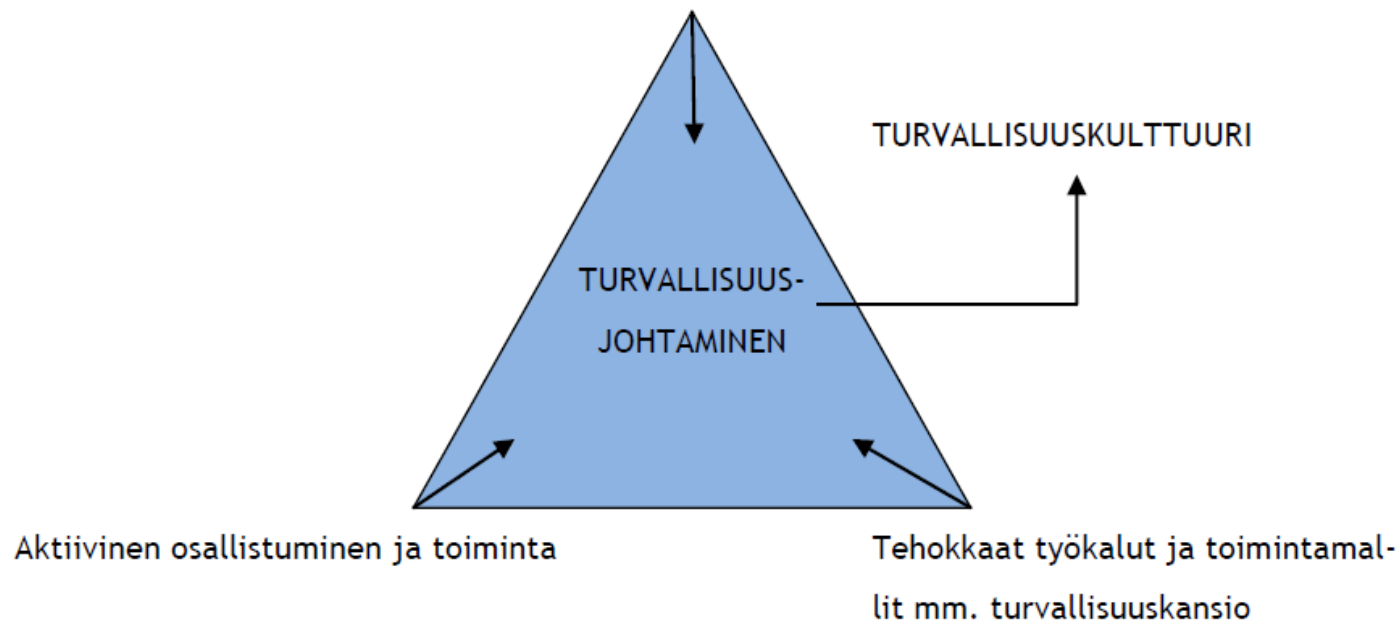 TURVALLISUUSKULTTUURI
TURVALLISUUS-
JOHTAMINEN
Aktiivinen osallistuminen ja toiminta
Tehokkaat työkalut ja toimintamal-
lit mm. turvallisuuskansio